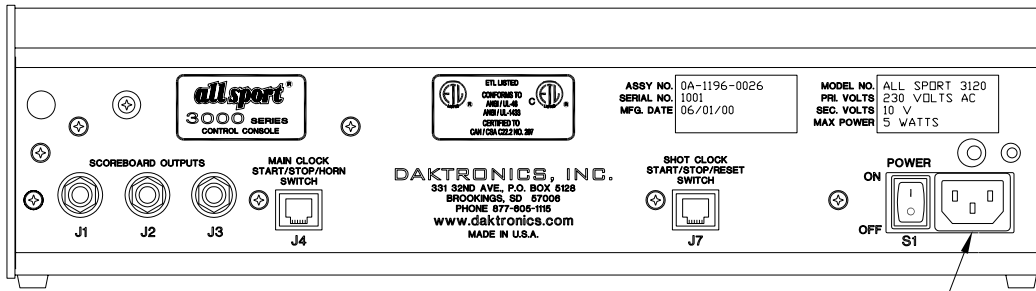 all sport®
3000 SERIES
CONTROL CONSOLE
ETL LISTED
CONFORMS TO
ANSI / UL-48
ANSI / UL-1433
CERTIFIED TO
CAN / CSA C22.2 NO. 207
C
ETL
®
ETL
®
ASSY NO. 0A-1196-0026
SERIAL NO. 1001
MFG. DATE 06/01/00
MODEL NO. ALL SPORT 3120
PRI. VOLTS 230 VOLTS AC
SEC. VOLTS 10 V
MAX POWER 5 WATTS
SCOREBOARD OUTPUTS
J1
J2
J3
MAIN CLOCK
START/STOP/HORN
SWITCH
J4
DAKTRONICS, INC.
331 32ND AVE., P.O. BOX 5128
BROOKINGS, SD 57006
PHONE 877-605-1115
www.daktronics.com
MADE IN U.S.A.
SHOT CLOCK
START/STOP/RESET
SWITCH
J7
POWER
ON
OFF
S1